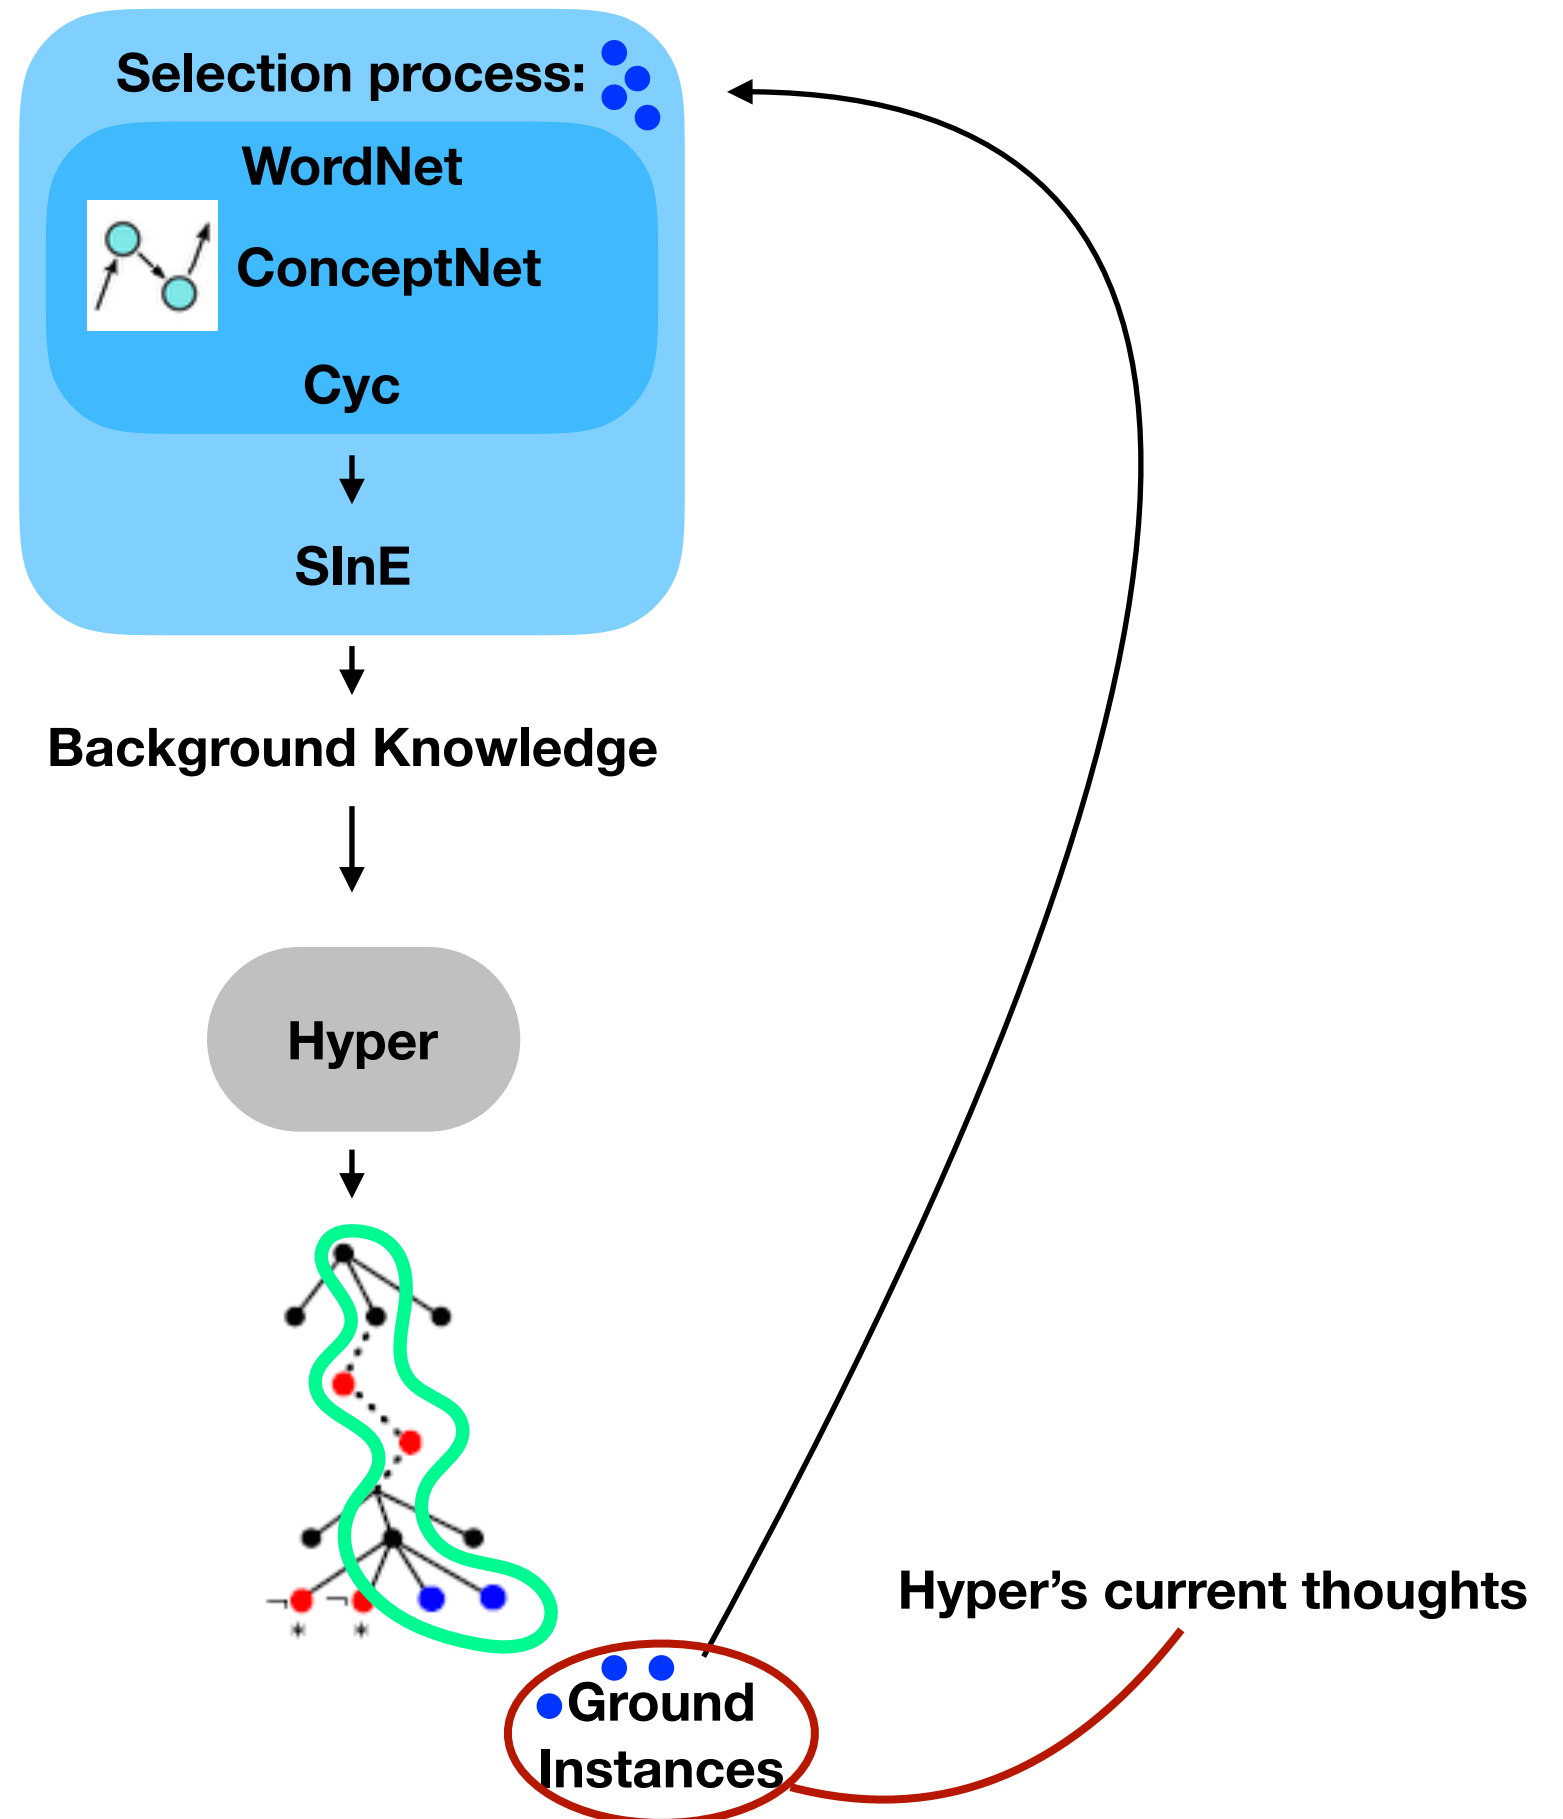 Selection process:
WordNet
ConceptNet
Cyc
SInE
Background Knowledge
Hyper
¬ ¬
* *
Hyper’s current thoughts
Ground
Instances